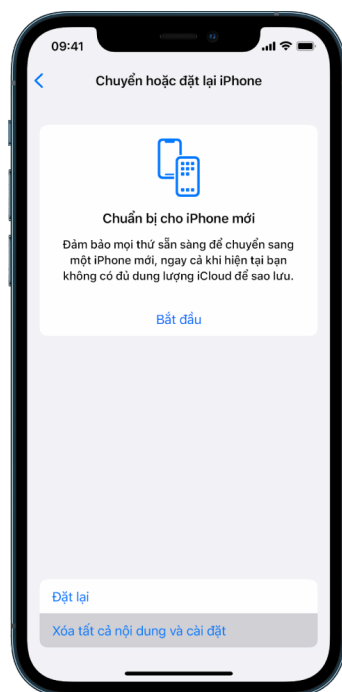 09:41
Chuyển hoặc đặt lại iPhone
Chuẩn bị cho iPhone mới
Đảm bảo mọi thứ sẵn sàng để chuyển sang
một iPhone mới, ngay cả khi hiện tại bạn
không có đủ dung lượng iCloud để sao lưu.
Bắt đầu
Đặt lại
Xóa tất cả nội dung và cài đặt